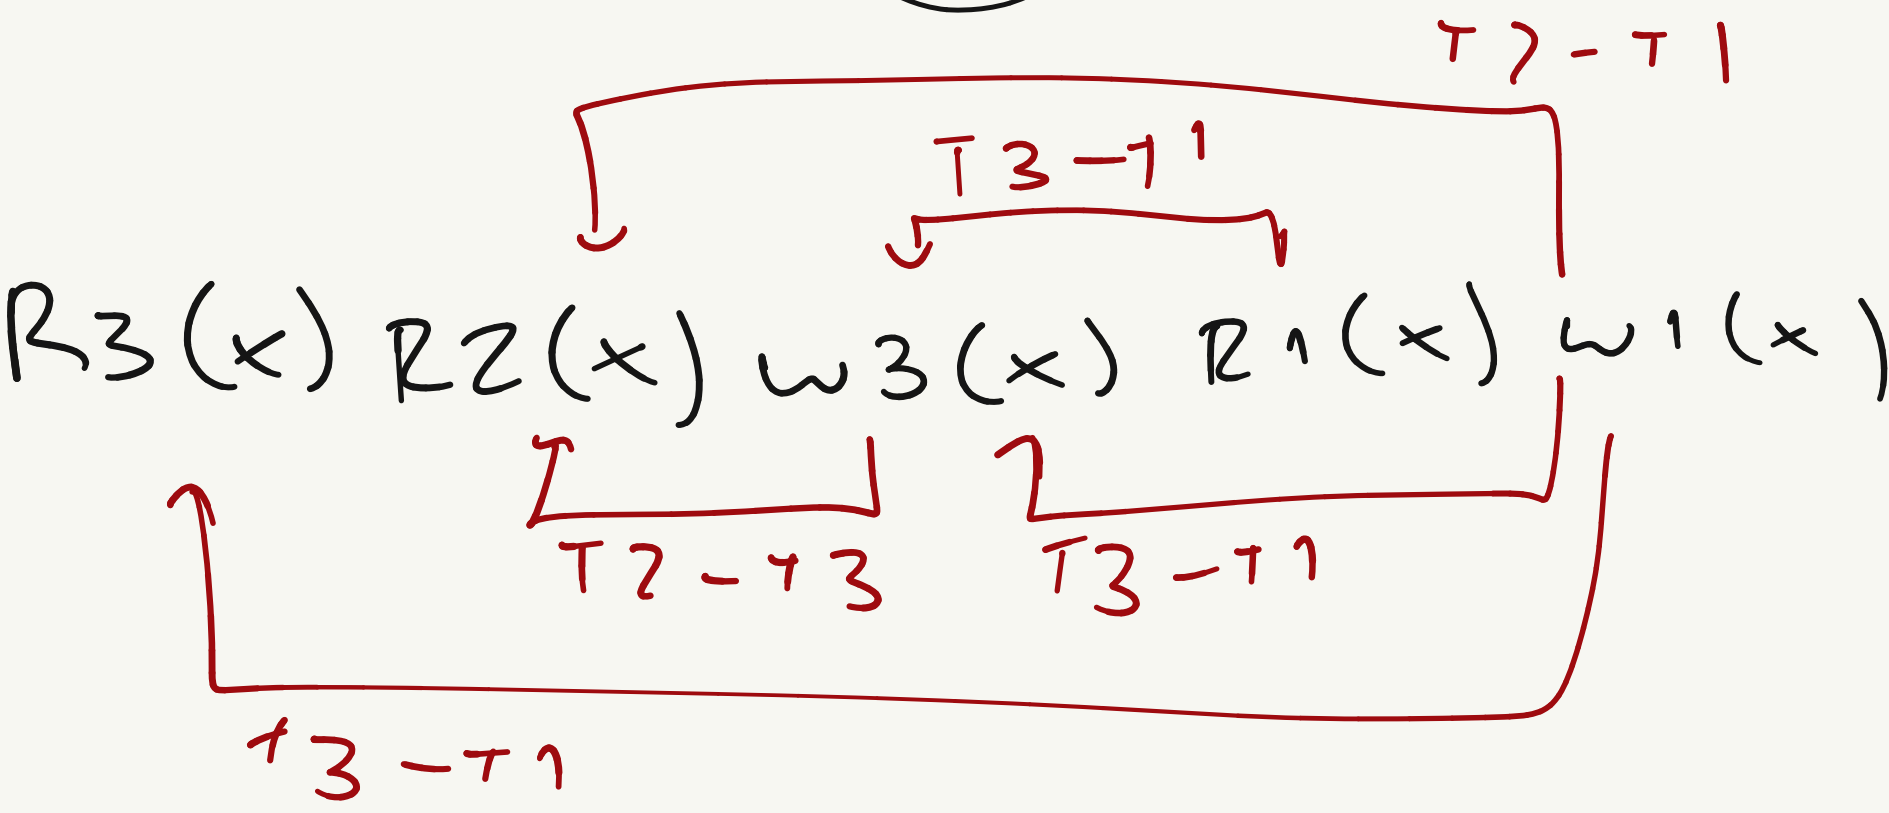 T2-T1
T3-T1
R3(x) R2(x) w3(x) R1(x) w1(x)
T2-T3 T3-T1
T3-T1